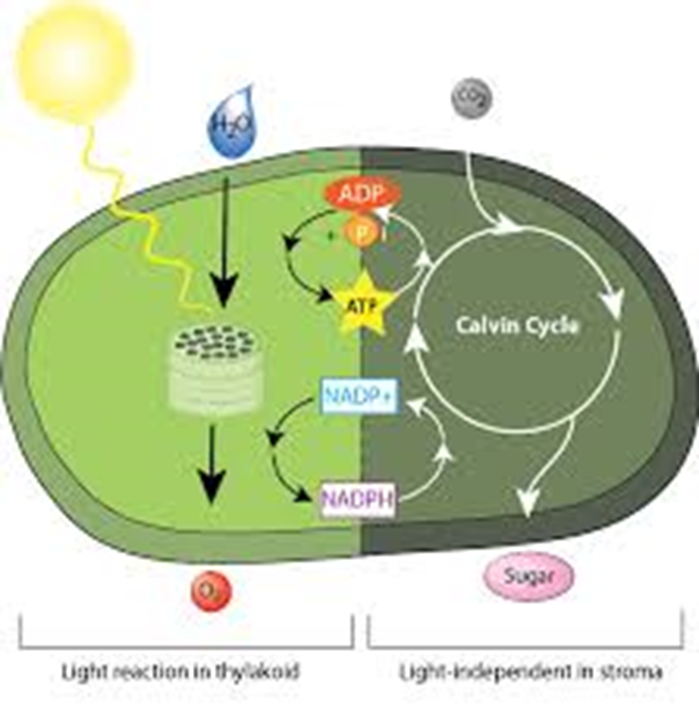 H₂O
CO₂
ADP
+ P i
ATP
Calvin Cycle
NADP+
NADPH
O₂
Sugar
Light reaction in thylakoid
Light-independent in stroma